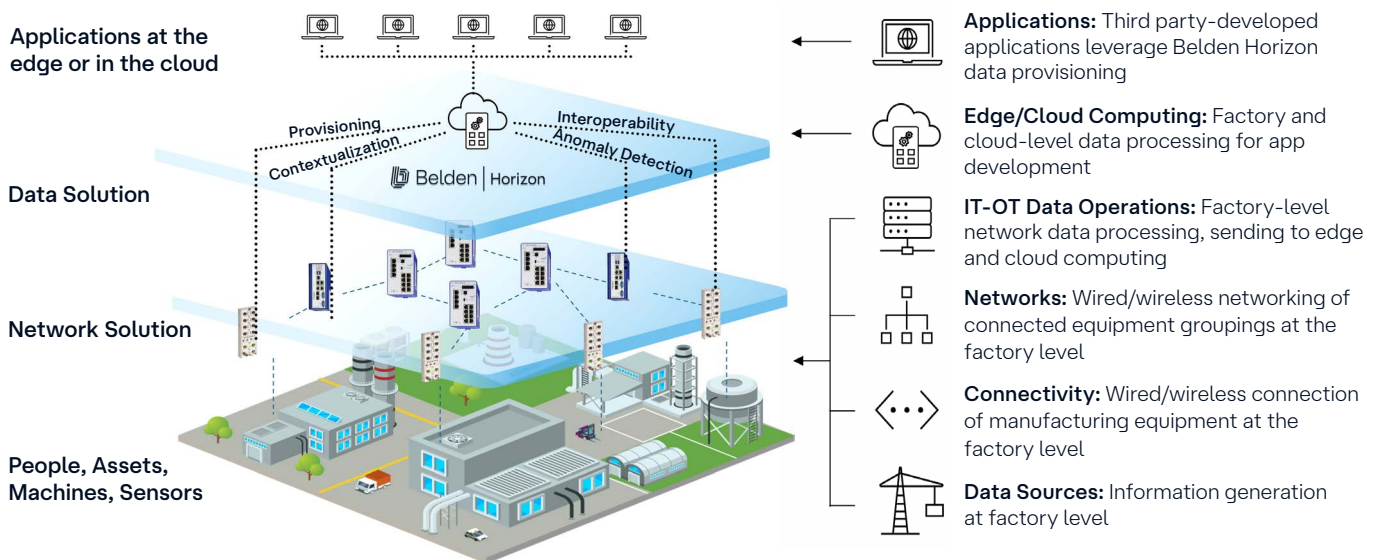 Applications at the
edge or in the cloud
Data Solution
Network Solution
People, Assets,
Machines, Sensors
Provisioning
Contextualization
Interoperability
Anomaly Detection
Belden | Horizon
Applications: Third party-developed
applications leverage Belden Horizon
data provisioning
Edge/Cloud Computing: Factory and
cloud-level data processing for app
development
IT-OT Data Operations: Factory-level
network data processing, sending to edge
and cloud computing
Networks: Wired/wireless networking of
connected equipment groupings at the
factory level
Connectivity: Wired/wireless connection
of manufacturing equipment at the
factory level
Data Sources: Information generation
at factory level